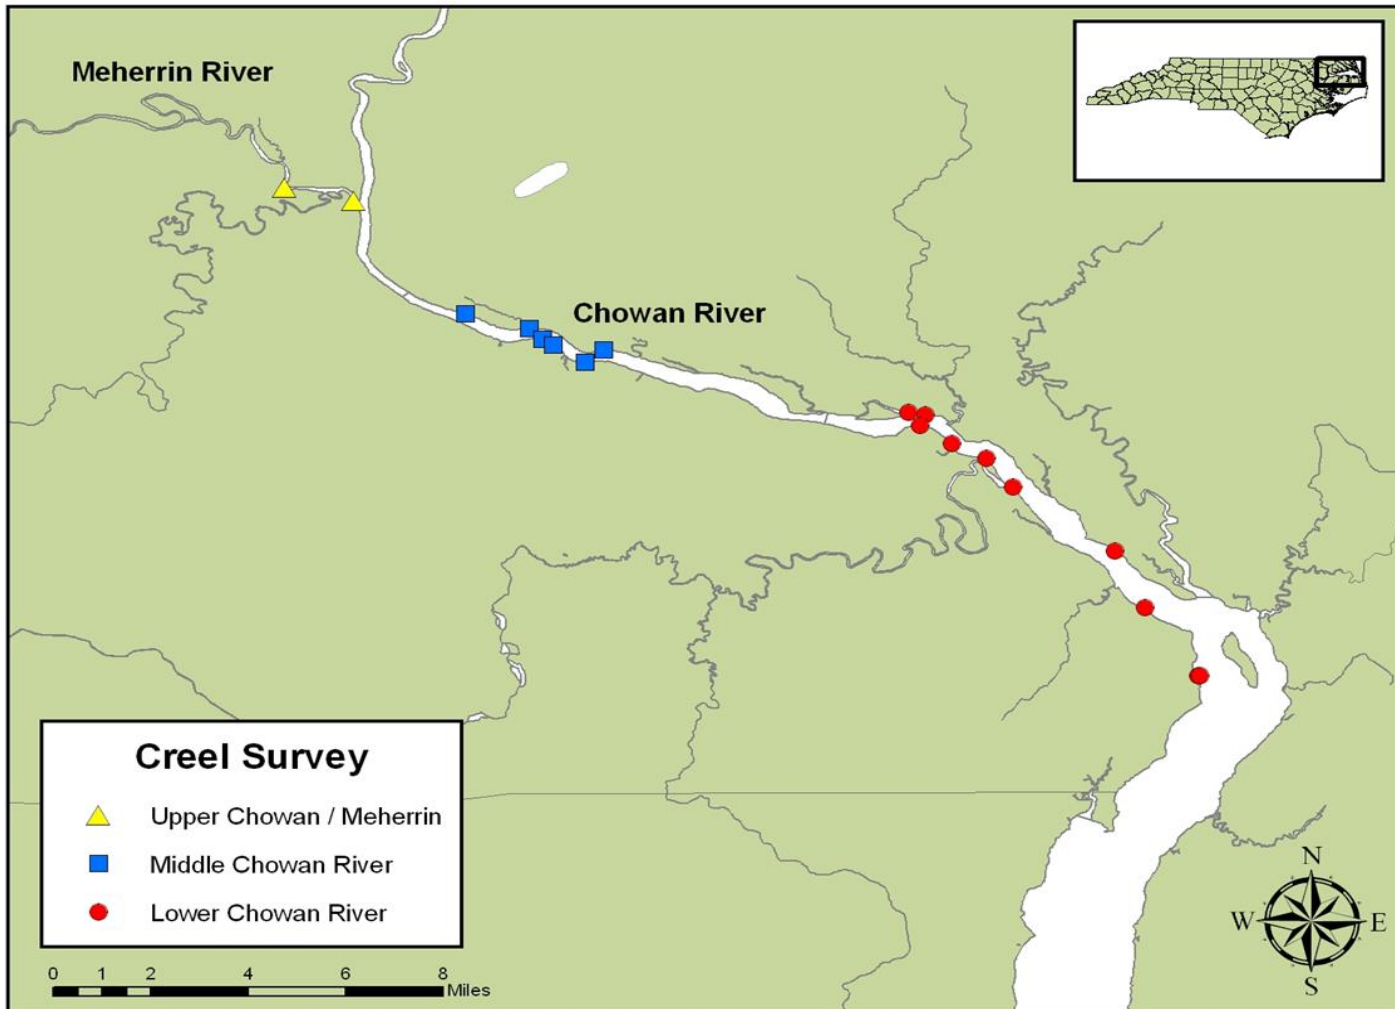 Meherrin River
Chowan River
Creel Survey
Upper Chowan / Meherrin
Middle Chowan River
Lower Chowan River
0 1 2 4 6 8
Miles
N
W E
S